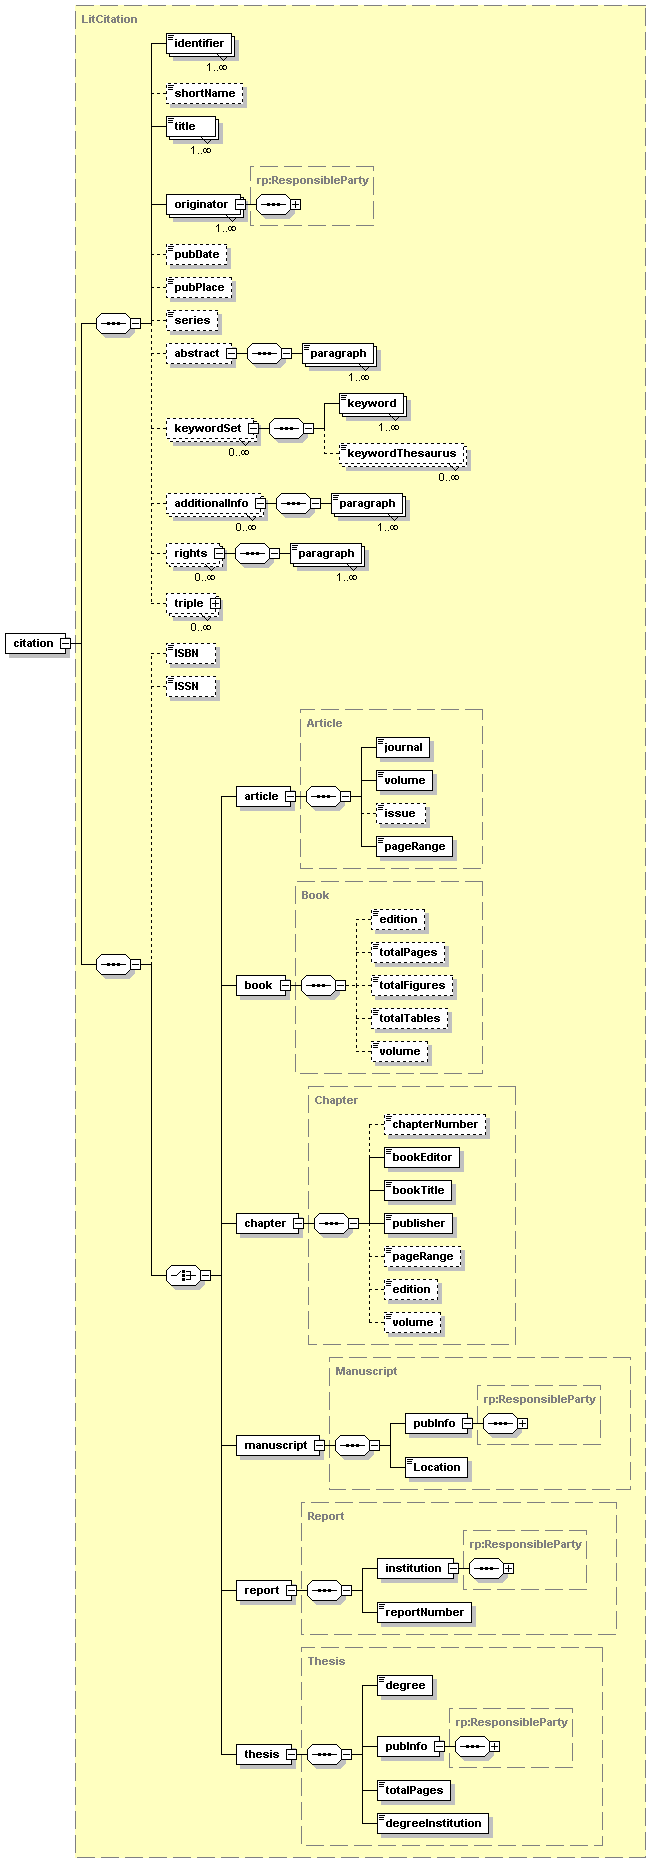 LitCitation
identifier
1..∞
shortName
title
1..∞
rp:ResponsibleParty
originator
1..∞
pubDate
pubPlace
series
abstract
paragraph
1..∞
keyword
1..∞
keywordSet
0..∞
keywordThesaurus
0..∞
additionalInfo
0..∞
paragraph
1..∞
rights
0..∞
paragraph
1..∞
triple
0..∞
citation
ISBN
ISSN
Article
journal
article
volume
issue
pageRange
Book
edition
totalPages
book
totalFigures
totalTables
volume
Chapter
chapterNumber
bookEditor
bookTitle
chapter
publisher
pageRange
edition
volume
Manuscript
rp:ResponsibleParty
pubInfo
manuscript
Location
Report
rp:ResponsibleParty
institution
report
reportNumber
Thesis
degree
rp:ResponsibleParty
pubInfo
thesis
totalPages
degreeInstitution